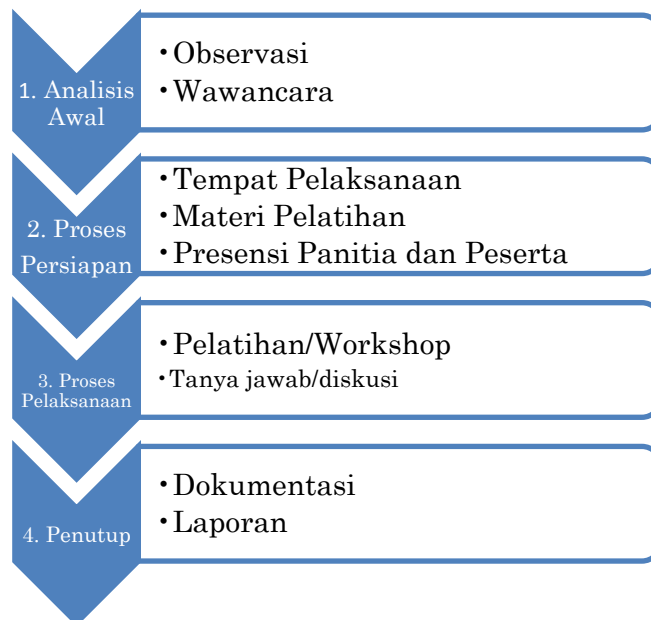 1. Analisis
Awal
•Observasi
•Wawancara
2. Proses
Persiapan
•Tempat Pelaksanaan
•Materi Pelatihan
•Presensi Panitia dan Peserta
3. Proses
Pelaksanaan
•Pelatihan/Workshop
•Tanya jawab/diskusi
4. Penutup
•Dokumentasi
•Laporan